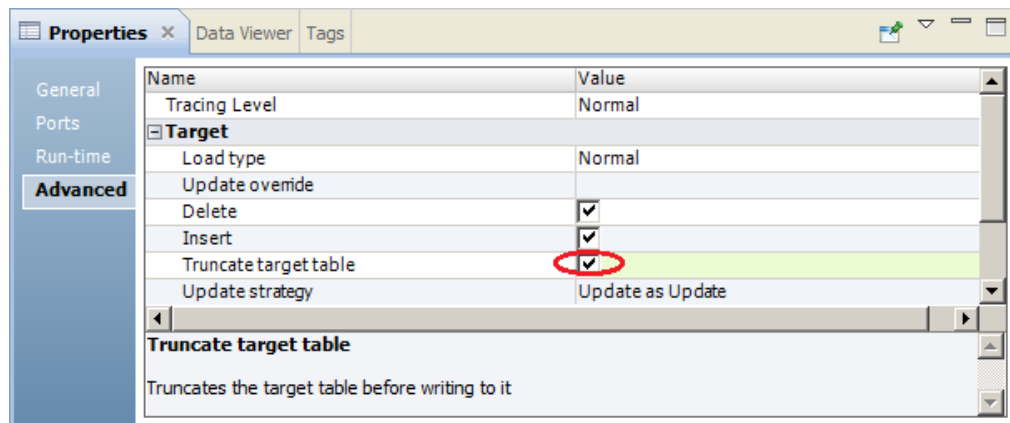 Properties Data Viewer Tags
General
Ports
Run-time
Advanced
Name Value
Tracing Level Normal
Target
Load type Normal
Update override
Delete
Insert
Truncate target table
Update strategy Update as Update
Truncate target table
Truncates the target table before writing to it